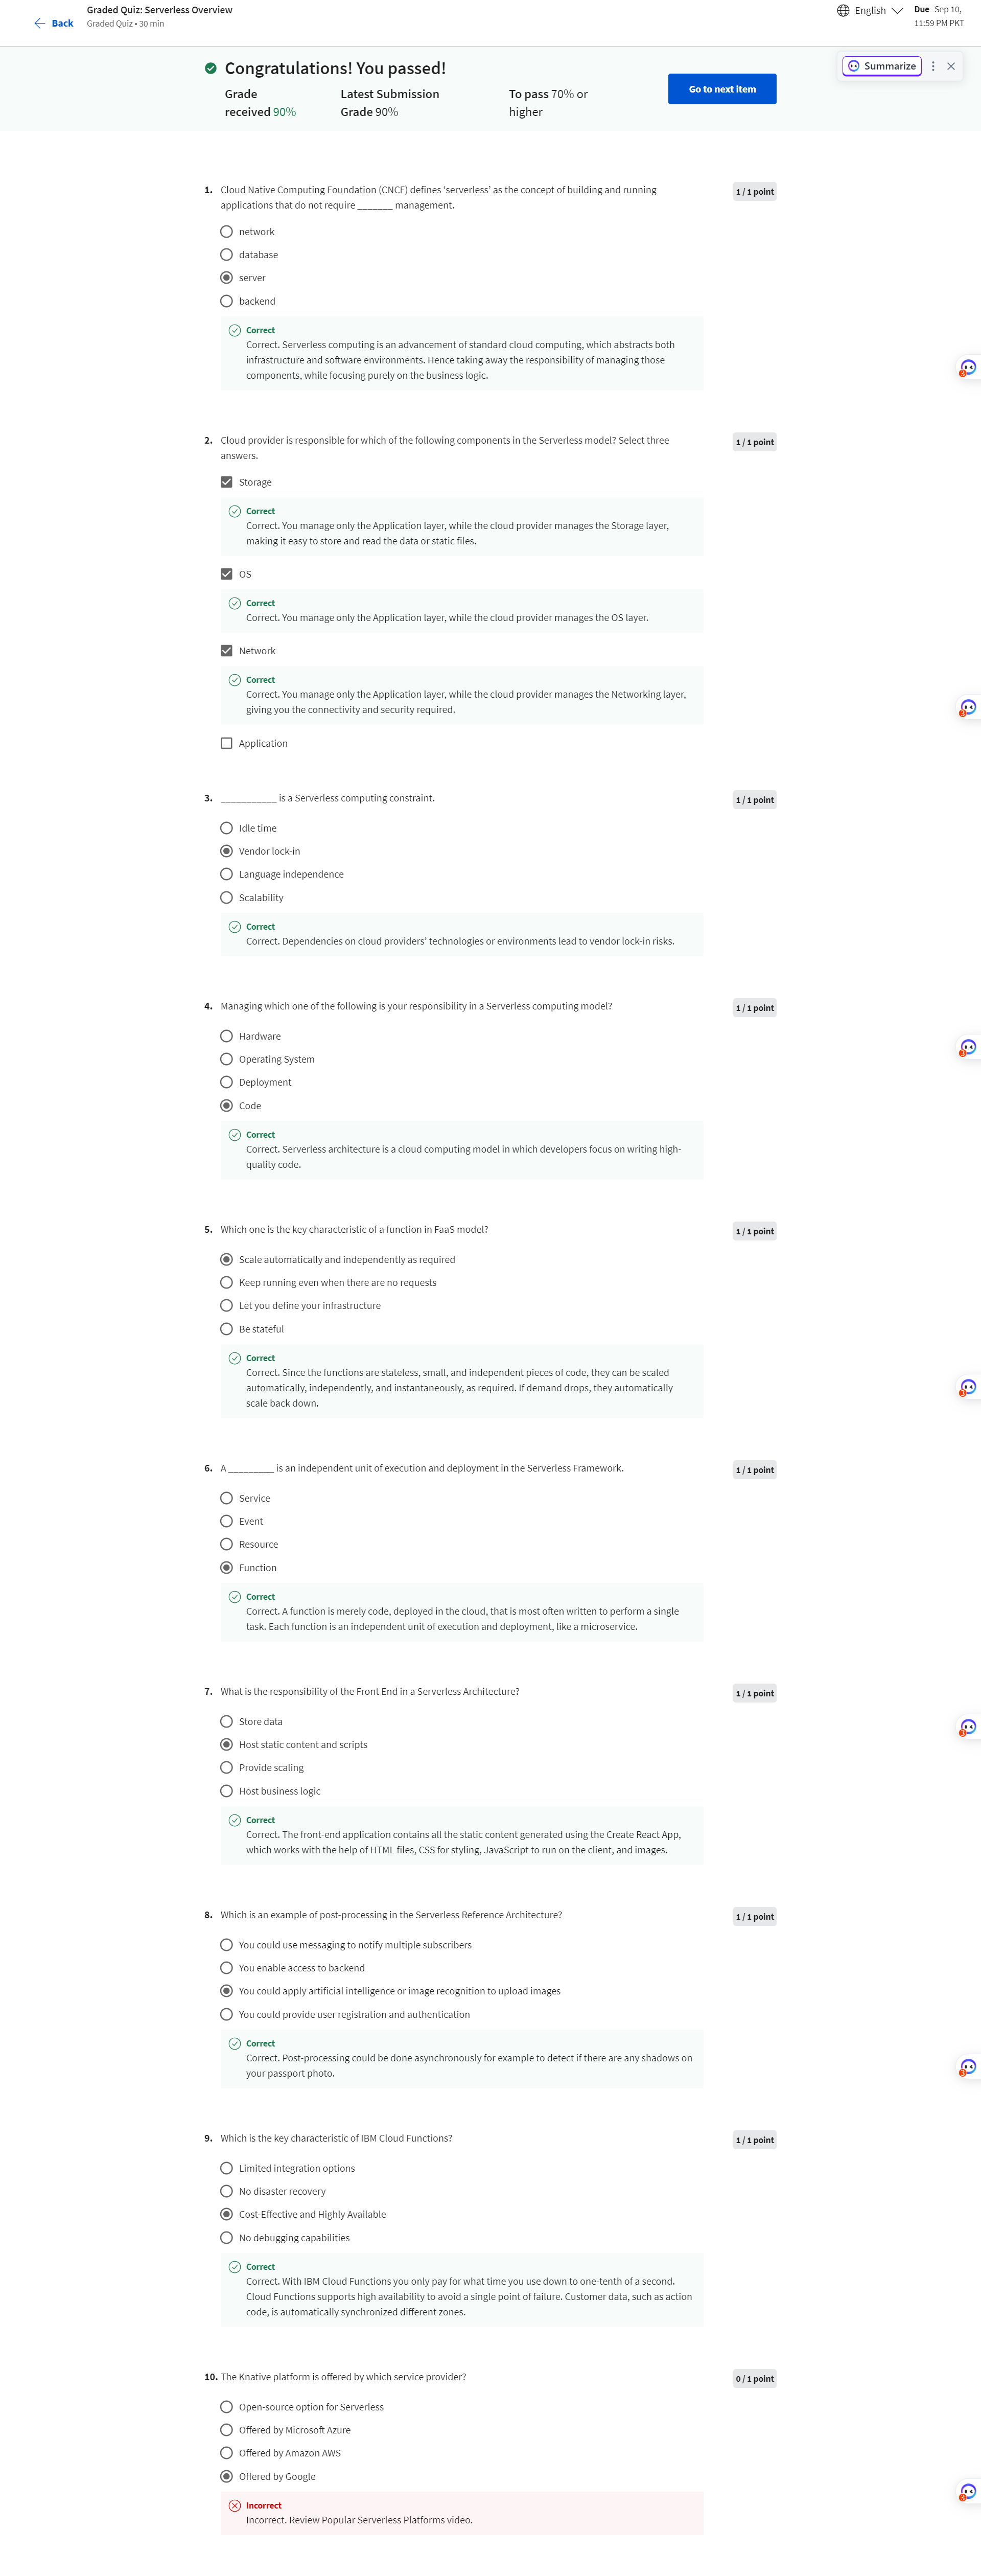 Back
Graded Quiz: Serverless Overview
Graded Quiz • 30 min
English
Due Sep 10,
11:59 PM PKT
Congratulations! You passed!
Grade
received 90%
Latest Submission
Grade 90%
To pass 70% or
higher
Go to next item
Summarize
1. Cloud Native Computing Foundation (CNCF) defines ‘serverless’ as the concept of building and running
applications that do not require _______ management.
1 / 1 point
network
database
server
backend
Correct
Correct. Serverless computing is an advancement of standard cloud computing, which abstracts both
infrastructure and software environments. Hence taking away the responsibility of managing those
components, while focusing purely on the business logic.
3
2. Cloud provider is responsible for which of the following components in the Serverless model? Select three
answers.
1 / 1 point
Storage
Correct
Correct. You manage only the Application layer, while the cloud provider manages the Storage layer,
making it easy to store and read the data or static files.
OS
Correct
Correct. You manage only the Application layer, while the cloud provider manages the OS layer.
Network
Correct
Correct. You manage only the Application layer, while the cloud provider manages the Networking layer,
giving you the connectivity and security required.
3
Application
3. ___________ is a Serverless computing constraint.
1 / 1 point
Idle time
Vendor lock-in
Language independence
Scalability
Correct
Correct. Dependencies on cloud providers' technologies or environments lead to vendor lock-in risks.
4. Managing which one of the following is your responsibility in a Serverless computing model?
1 / 1 point
Hardware
3
Operating System
Deployment
Code
Correct
Correct. Serverless architecture is a cloud computing model in which developers focus on writing high-
quality code.
5. Which one is the key characteristic of a function in FaaS model?
1 / 1 point
Scale automatically and independently as required
Keep running even when there are no requests
Let you define your infrastructure
Be stateful
Correct
Correct. Since the functions are stateless, small, and independent pieces of code, they can be scaled
automatically, independently, and instantaneously, as required. If demand drops, they automatically
scale back down.
3
6. A _________ is an independent unit of execution and deployment in the Serverless Framework.
1 / 1 point
Service
Event
Resource
Function
Correct
Correct. A function is merely code, deployed in the cloud, that is most often written to perform a single
task. Each function is an independent unit of execution and deployment, like a microservice.
7. What is the responsibility of the Front End in a Serverless Architecture?
1 / 1 point
Store data
3
Host static content and scripts
Provide scaling
Host business logic
Correct
Correct. The front-end application contains all the static content generated using the Create React App,
which works with the help of HTML files, CSS for styling, JavaScript to run on the client, and images.
8. Which is an example of post-processing in the Serverless Reference Architecture?
1 / 1 point
You could use messaging to notify multiple subscribers
You enable access to backend
You could apply artificial intelligence or image recognition to upload images
You could provide user registration and authentication
Correct
Correct. Post-processing could be done asynchronously for example to detect if there are any shadows on
your passport photo.
3
9. Which is the key characteristic of IBM Cloud Functions?
1 / 1 point
Limited integration options
No disaster recovery
Cost-Effective and Highly Available
No debugging capabilities
Correct
Correct. With IBM Cloud Functions you only pay for what time you use down to one-tenth of a second.
Cloud Functions supports high availability to avoid a single point of failure. Customer data, such as action
code, is automatically synchronized different zones.
10. The Knative platform is offered by which service provider?
0 / 1 point
Open-source option for Serverless
Offered by Microsoft Azure
Offered by Amazon AWS
Offered by Google
3
Incorrect
Incorrect. Review Popular Serverless Platforms video.